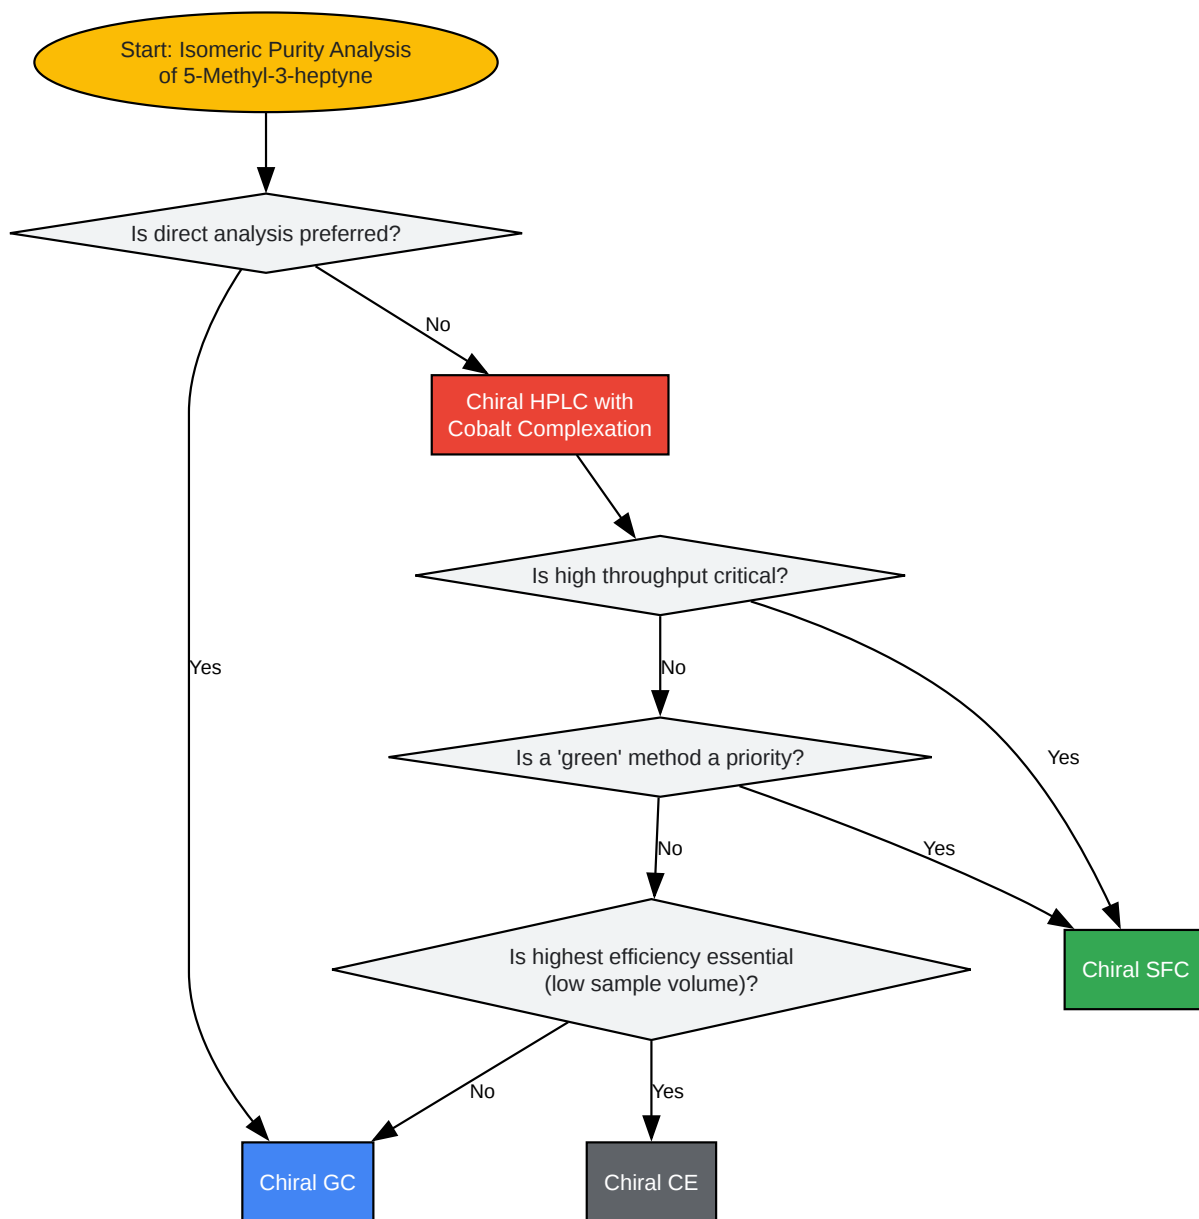 Start: Isomeric Purity Analysis
of 5-Methyl-3-heptyne
Is direct analysis preferred?
No
Chiral HPLC with
Cobalt Complexation
Is high throughput critical?
Yes
No
Is a 'green' method a priority?
Yes
No
Yes
Is highest efficiency essential
(low sample volume)?
Chiral SFC
No
Yes
Chiral GC
Chiral CE